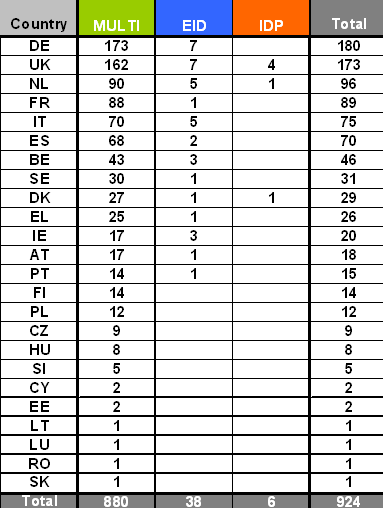 Country MULTI EID IDP Total
DE 173 7 180
UK 162 7 4 173
NL 90 5 1 96
FR 88 1 89
IT 70 5 75
ES 68 2 70
BE 43 3 46
SE 30 1 31
DK 27 1 1 29
EL 25 1 26
IE 17 3 20
AT 17 1 18
PT 14 1 15
FI 14 14
PL 12 12
CZ 9 9
HU 8 8
SI 5 5
CY 2 2
EE 2 2
LT 1 1
LU 1 1
RO 1 1
SK 1 1
Total 880 38 6 924